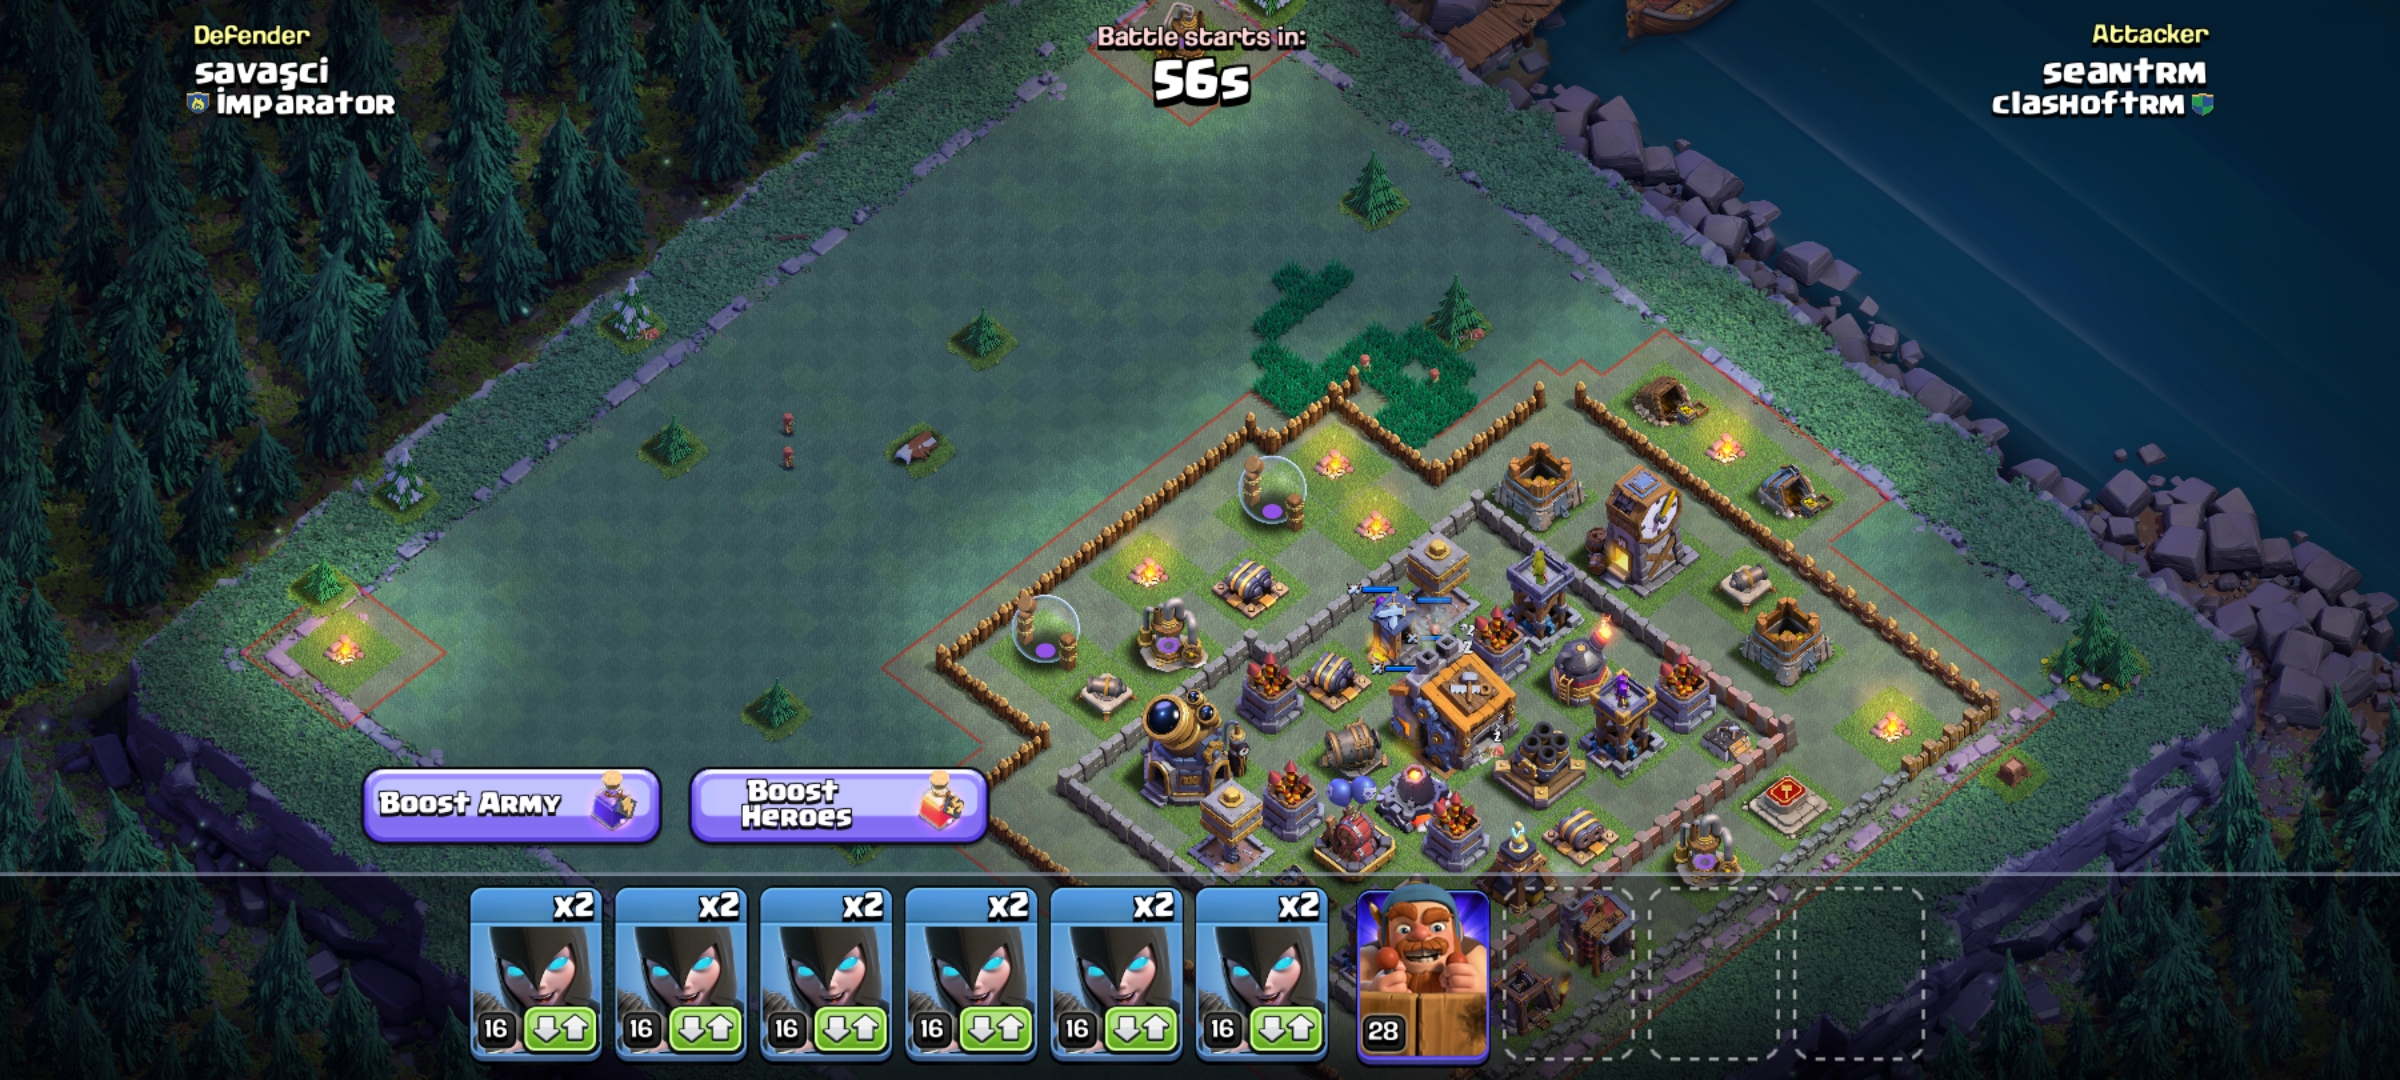 Defender
savaşci
İmparator
Battle starts in:
56s
Attacker
seantRM
clashoftRM
Boost Army
Boost
Heroes
x2
x2
x2
x2
x2
x2
16
16
16
16
16
16
28